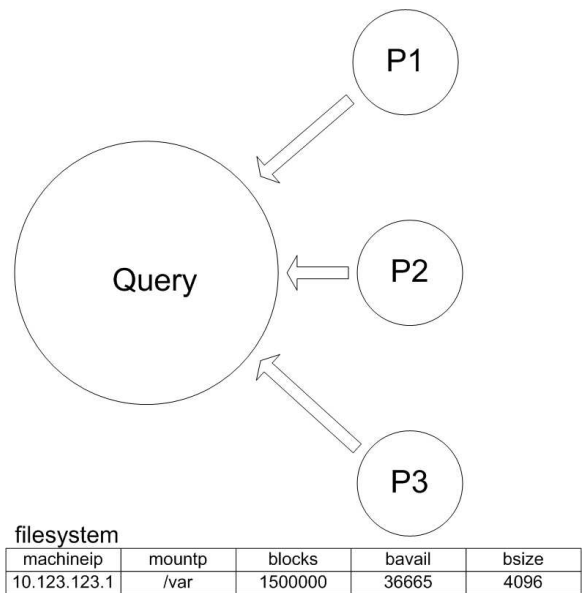 P1
Query
P2
P3
filesystem
machineip mountp blocks bavail bsize
10.123.123.1 /var 1500000 36665 4096